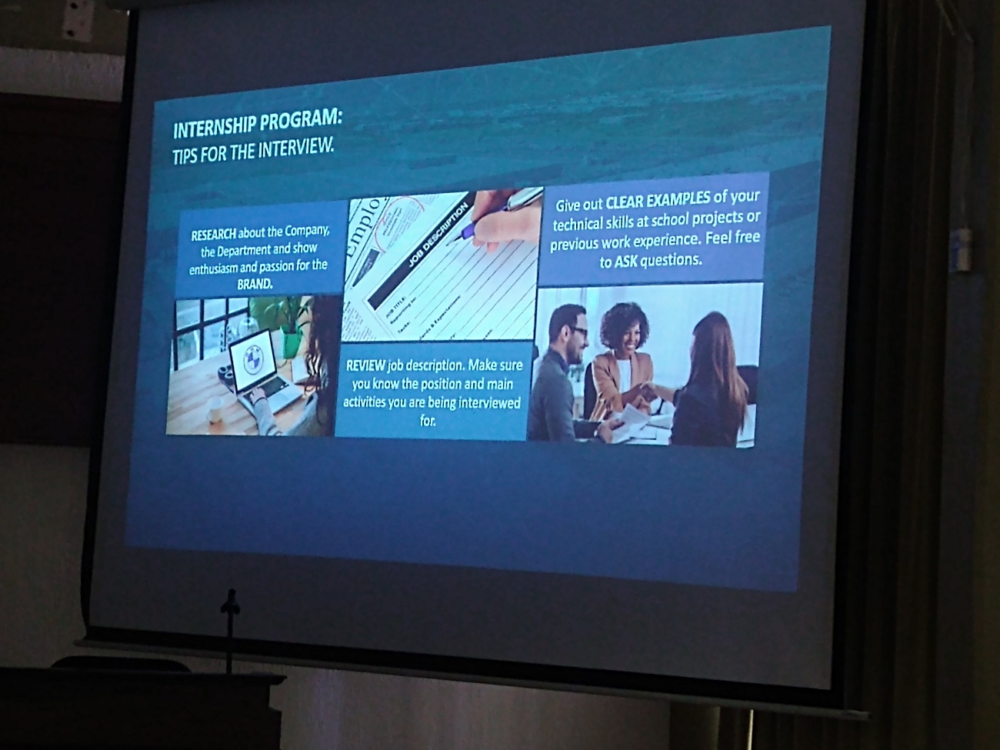 INTERNSHIP PROGRAM:
TIPS FOR THE INTERVIEW.
RESEARCH about the Company,
the Department and show
enthusiasm and passion for the
BRAND.
Emplo
JOB DESCRIPTION
JOB TITLE:
Reporting to:
Tasks:
REVIEW job description. Make sure
you know the position and main
activities you are being interviewed
for.
Give out CLEAR EXAMPLES of your
technical skills at school projects or
previous work experience. Feel free
to ASK questions.